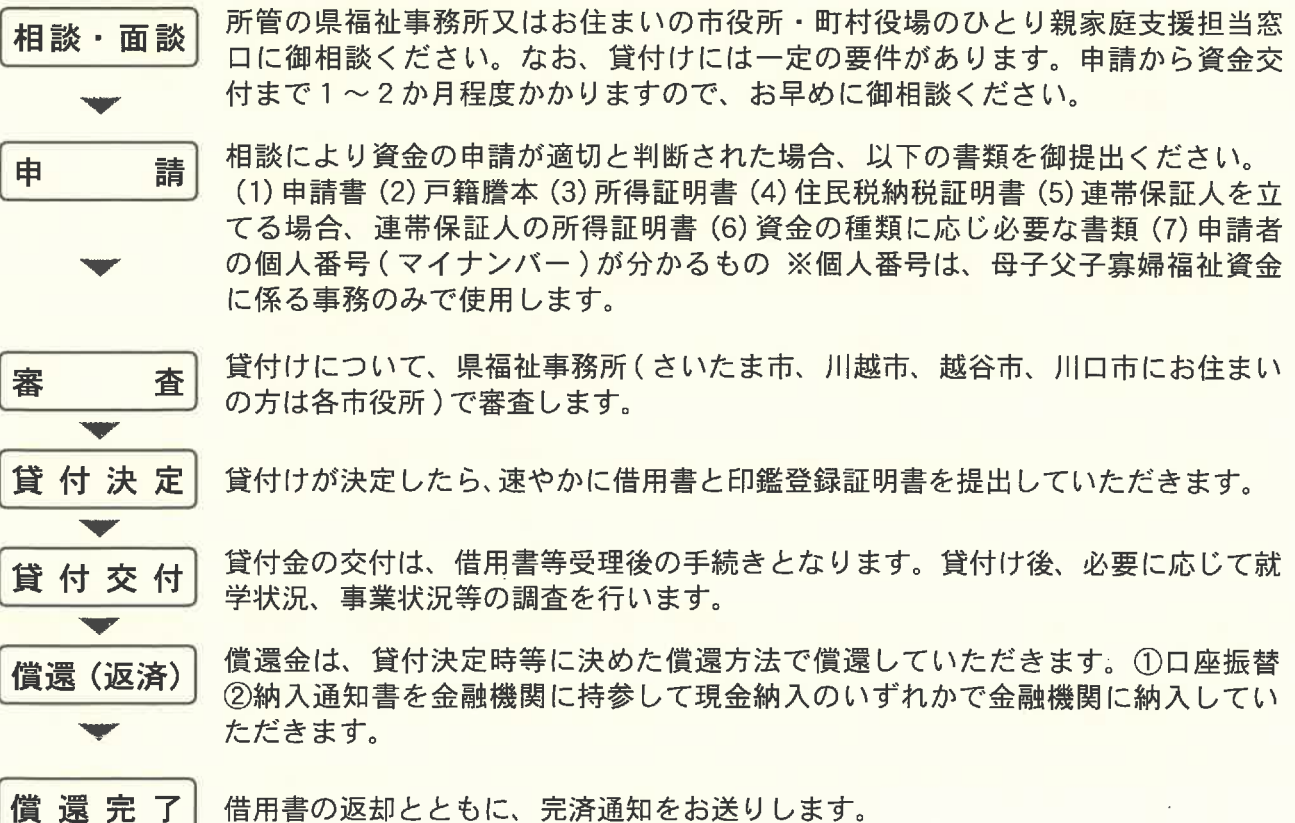 相談・面談
所管の県福祉事務所又はお住まいの市役所・町村役場のひとり親家庭支援担当窓
口に御相談ください。なお、貸付けには一定の要件があります。申請から資金交
付まで1～2か月程度かかりますので、お早めに御相談ください。
申請
相談により資金の申請が適切と判断された場合、以下の書類を御提出ください。
(1)申請書 (2)戸籍謄本 (3)所得証明書 (4)住民税納税証明書 (5)連帯保証人を立
てる場合、連帯保証人の所得証明書 (6)資金の種類に応じ必要な書類 (7)申請者
の個人番号(マイナンバー)が分かるもの ※個人番号は、母子父子寡婦福祉資金
に係る事務のみで使用します。
審査
貸付けについて、県福祉事務所(さいたま市、川越市、越谷市、川口市にお住まい
の方は各市役所)で審査します。
貸付決定
貸付けが決定したら、速やかに借用書と印鑑登録証明書を提出していただきます。
貸付交付
貸付金の交付は、借用書等受理後の手続きとなります。貸付け後、必要に応じて就
学状況、事業状況等の調査を行います。
償還(返済)
償還金は、貸付決定時等に決めた償還方法で償還していただきます。①口座振替
②納入通知書を金融機関に持参して現金納入のいずれかで金融機関に納入してい
ただきます。
償還完了
借用書の返却とともに、完済通知をお送りします。